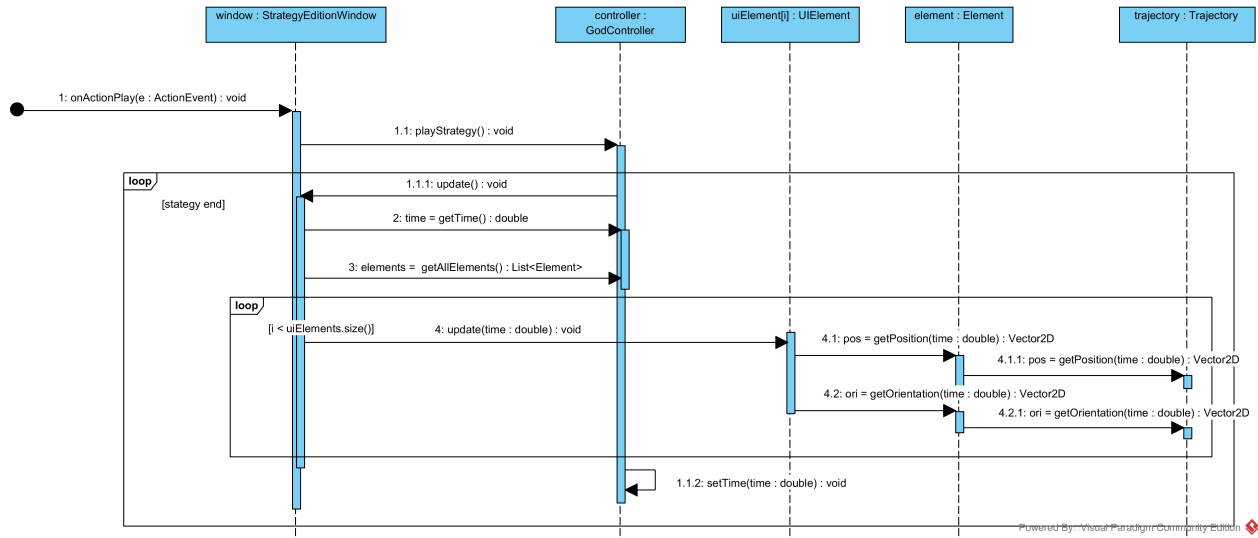 window : StrategyEditionWindow
controller :
GodController
uiElement[i] : UIElement
element : Element
trajectory : Trajectory
1: onActionPlay(e : ActionEvent) : void
1.1: playStrategy() : void
loop
1.1.1: update() : void
[stategy end]
2: time = getTime() : double
3: elements =  getAllElements() : List<Element>
loop
[i < uiElements.size()]
4: update(time : double) : void
4.1: pos = getPosition(time : double) : Vector2D
4.1.1: pos = getPosition(time : double) : Vector2D
4.2: ori = getOrientation(time : double) : Vector2D
4.2.1: ori = getOrientation(time : double) : Vector2D
1.1.2: setTime(time : double) : void
Powered By: Visual Paradigm Community Edition